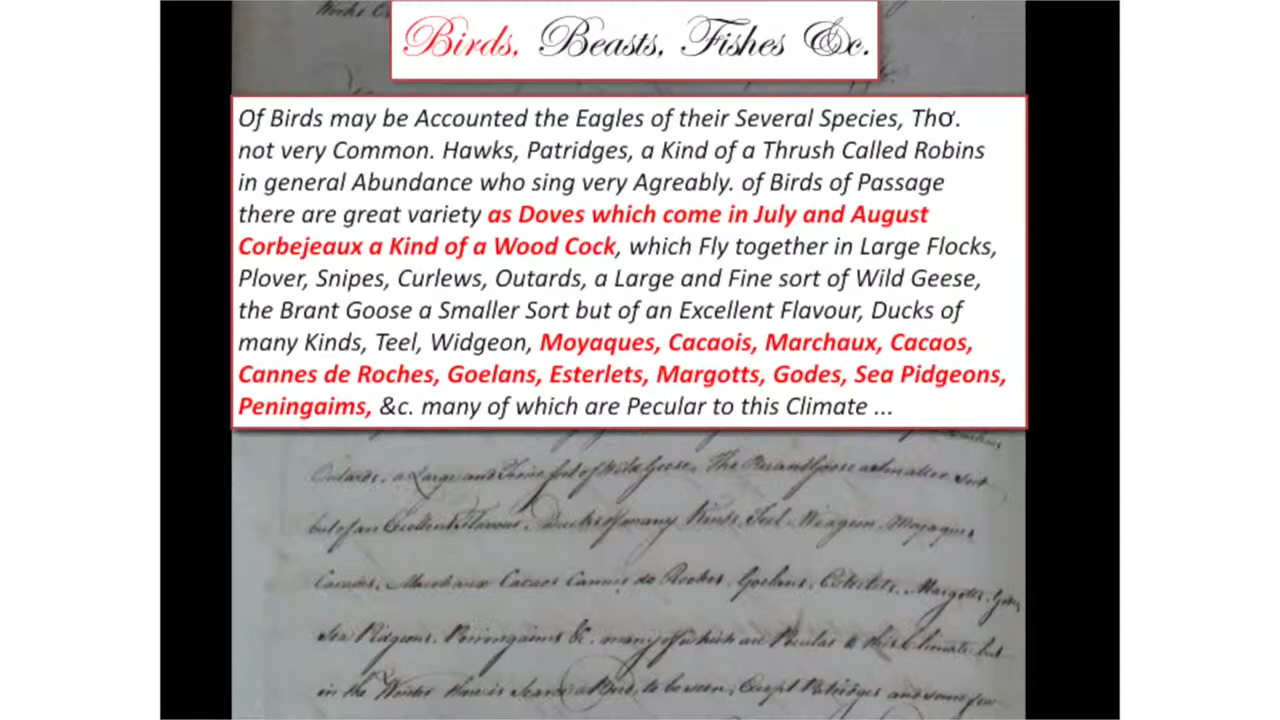 Birds, Beasts, Fishes &c.
Of Birds may be Accounted the Eagles of their Several Species, Tho'.
not very Common. Hawks, Patridges, a Kind of a Thrush Called Robins
in general Abundance who sing very Agreably. of Birds of Passage
there are great variety as Doves which come in July and August
Corbejeaux a Kind of a Wood Cock, which Fly together in Large Flocks,
Plover, Snipes, Curlews, Outards, a Large and Fine sort of Wild Geese,
the Brant Goose a Smaller Sort but of an Excellent Flavour, Ducks of
many Kinds, Teel, Widgeon, Moyaques, Cacaois, Marchaux, Cacaos,
Cannes de Roches, Goelans, Esterlets, Margotts, Godes, Sea Pidgeons,
Peningaims, &c. many of which are Pecular to this Climate ...
Outards, a Large and Fine sort of Wild Geese, The Brant Goose a smaller Sort
but of an Excellent Flavour, Ducks of many Kinds, Teel, Widgeon, Moyaques
Cacaois, Marchaux Cacaos Cannes de Roches, Goelans, Esterlets, Margotts, Godes
Sea Pidgeons, Peningaims &c. many of which are Pecular to this Climate, but
in the Winter there is Scarce a Bird, to be seen, Except Patridges and some few